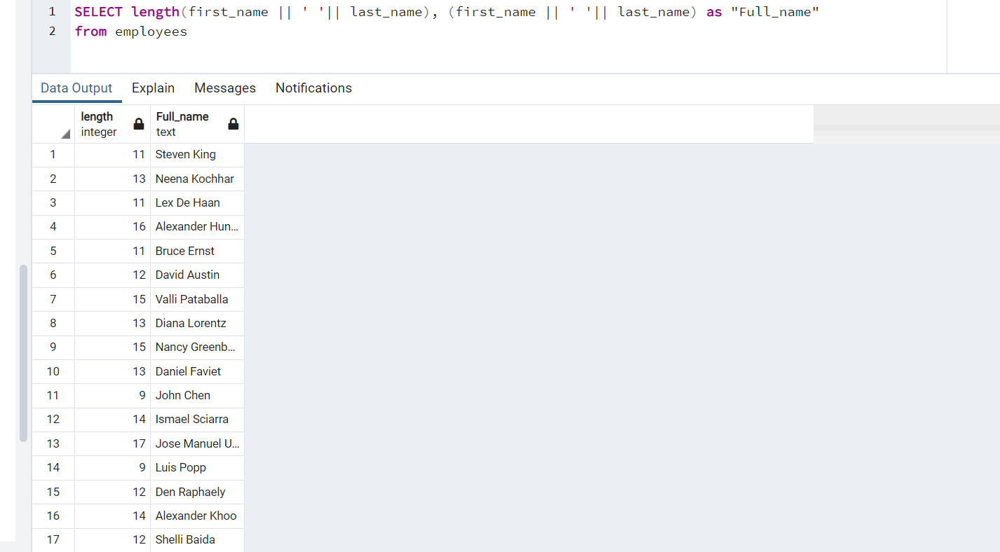 1 SELECT length(first_name || ' '|| last_name), (first_name || ' '|| last_name) as "Full_name"
2 from employees
Data Output Explain Messages Notifications
length Full_name
integer text
1 11 Steven King
2 13 Neena Kochhar
3 11 Lex De Haan
4 16 Alexander Hun...
5 11 Bruce Ernst
6 12 David Austin
7 15 Valli Pataballa
8 13 Diana Lorentz
9 15 Nancy Greenb...
10 13 Daniel Faviet
11 9 John Chen
12 14 Ismael Sciarra
13 17 Jose Manuel U...
14 9 Luis Popp
15 12 Den Raphaely
16 14 Alexander Khoo
17 12 Shelli Baida